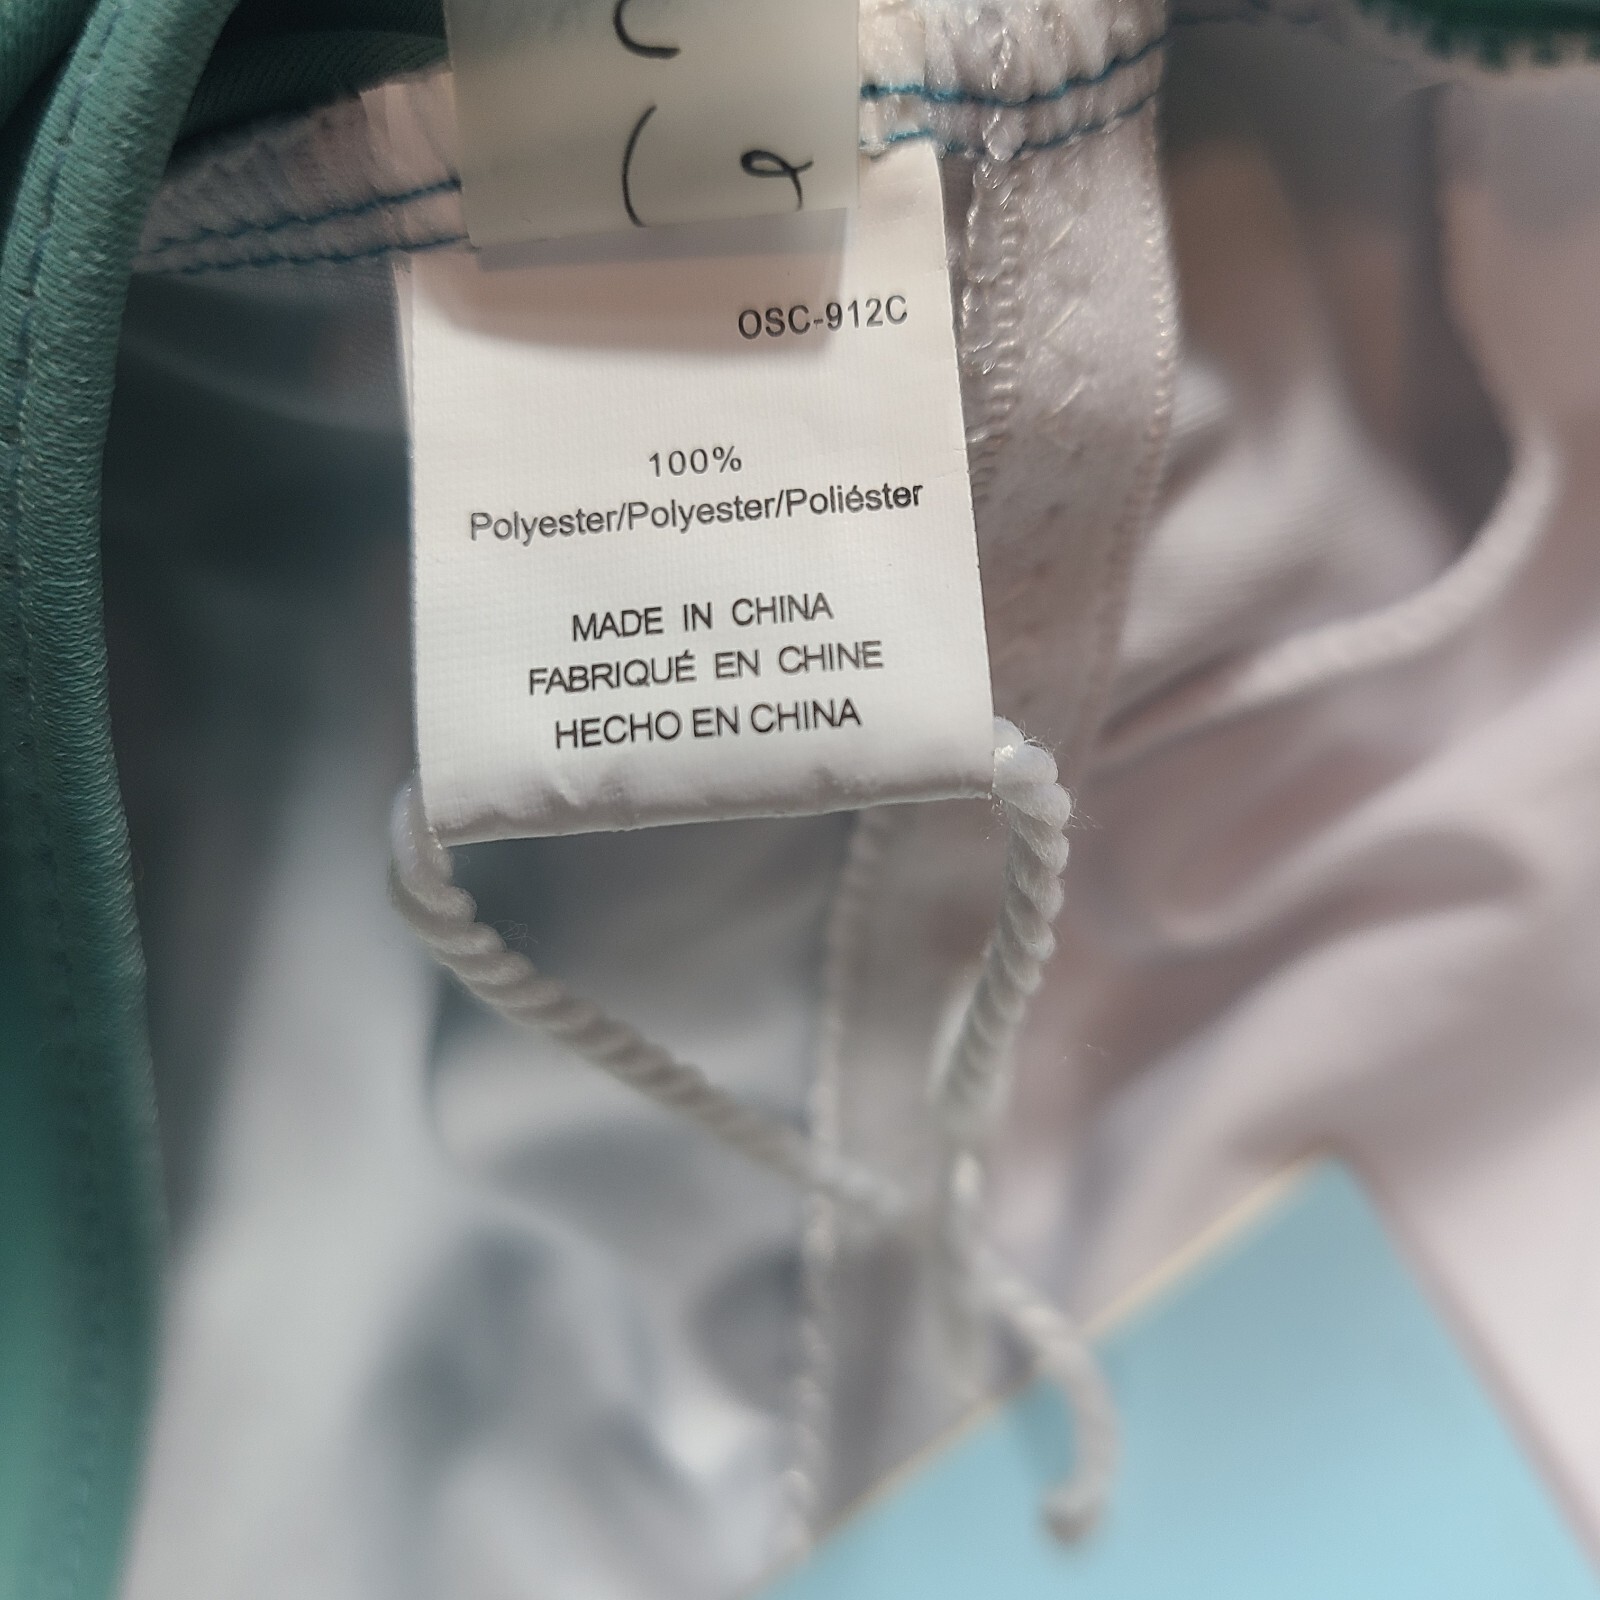 OSC-912C
100%
Polyester/Polyester/Poliéster
MADE IN CHINA
FABRIQUÉ EN CHINE
HECHO EN CHINA